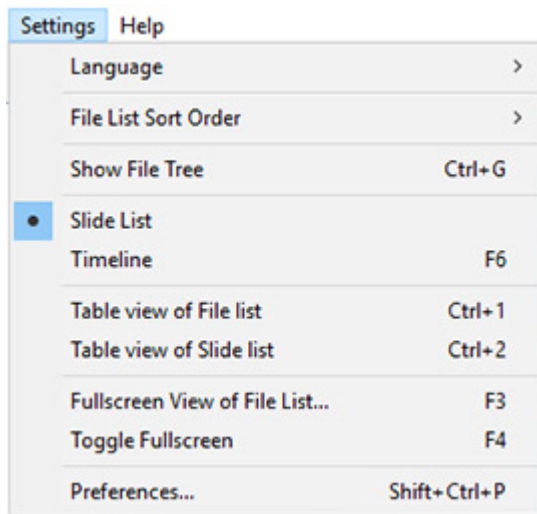 Settings Help
Language
File List Sort Order
Show File Tree Ctrl+G
Slide List
Timeline F6
Table view of File list Ctrl+1
Table view of Slide list Ctrl+2
Fullscreen View of File List... F3
Toggle Fullscreen F4
Preferences... Shift+Ctrl+P